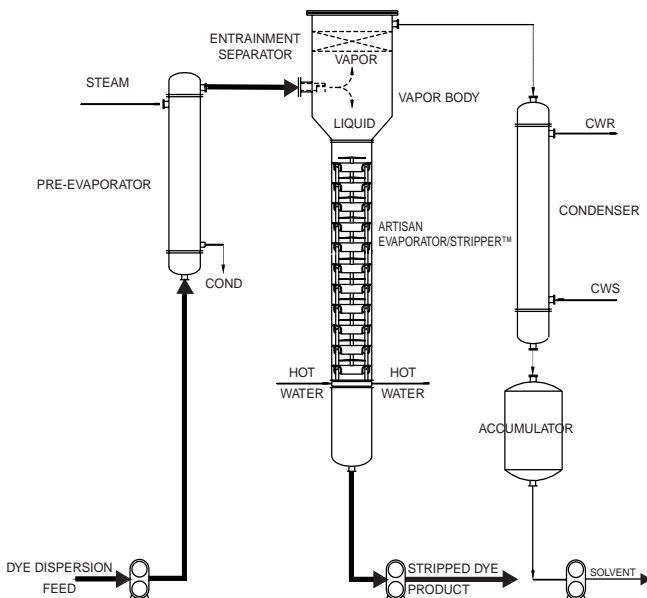 ENTRAINMENT
SEPARATOR
VAPOR
STEAM
VAPOR BODY
LIQUID
CWR
PRE-EVAPORATOR
CONDENSER
ARTISAN
EVAPORATOR/STRIPPER™
COND
CWS
HOT
WATER
HOT
WATER
ACCUMULATOR
DYE DISPERSION
FEED
STRIPPED DYE
PRODUCT
SOLVENT